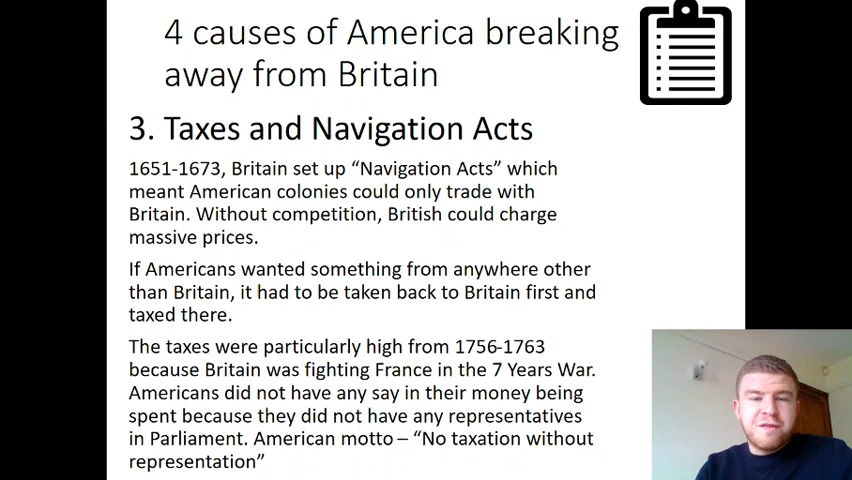 4 causes of America breaking
away from Britain
3. Taxes and Navigation Acts
1651-1673, Britain set up “Navigation Acts” which
meant American colonies could only trade with
Britain. Without competition, British could charge
massive prices.
If Americans wanted something from anywhere other
than Britain, it had to be taken back to Britain first and
taxed there.
The taxes were particularly high from 1756-1763
because Britain was fighting France in the 7 Years War.
Americans did not have any say in their money being
spent because they did not have any representatives
in Parliament. American motto – “No taxation without
representation”